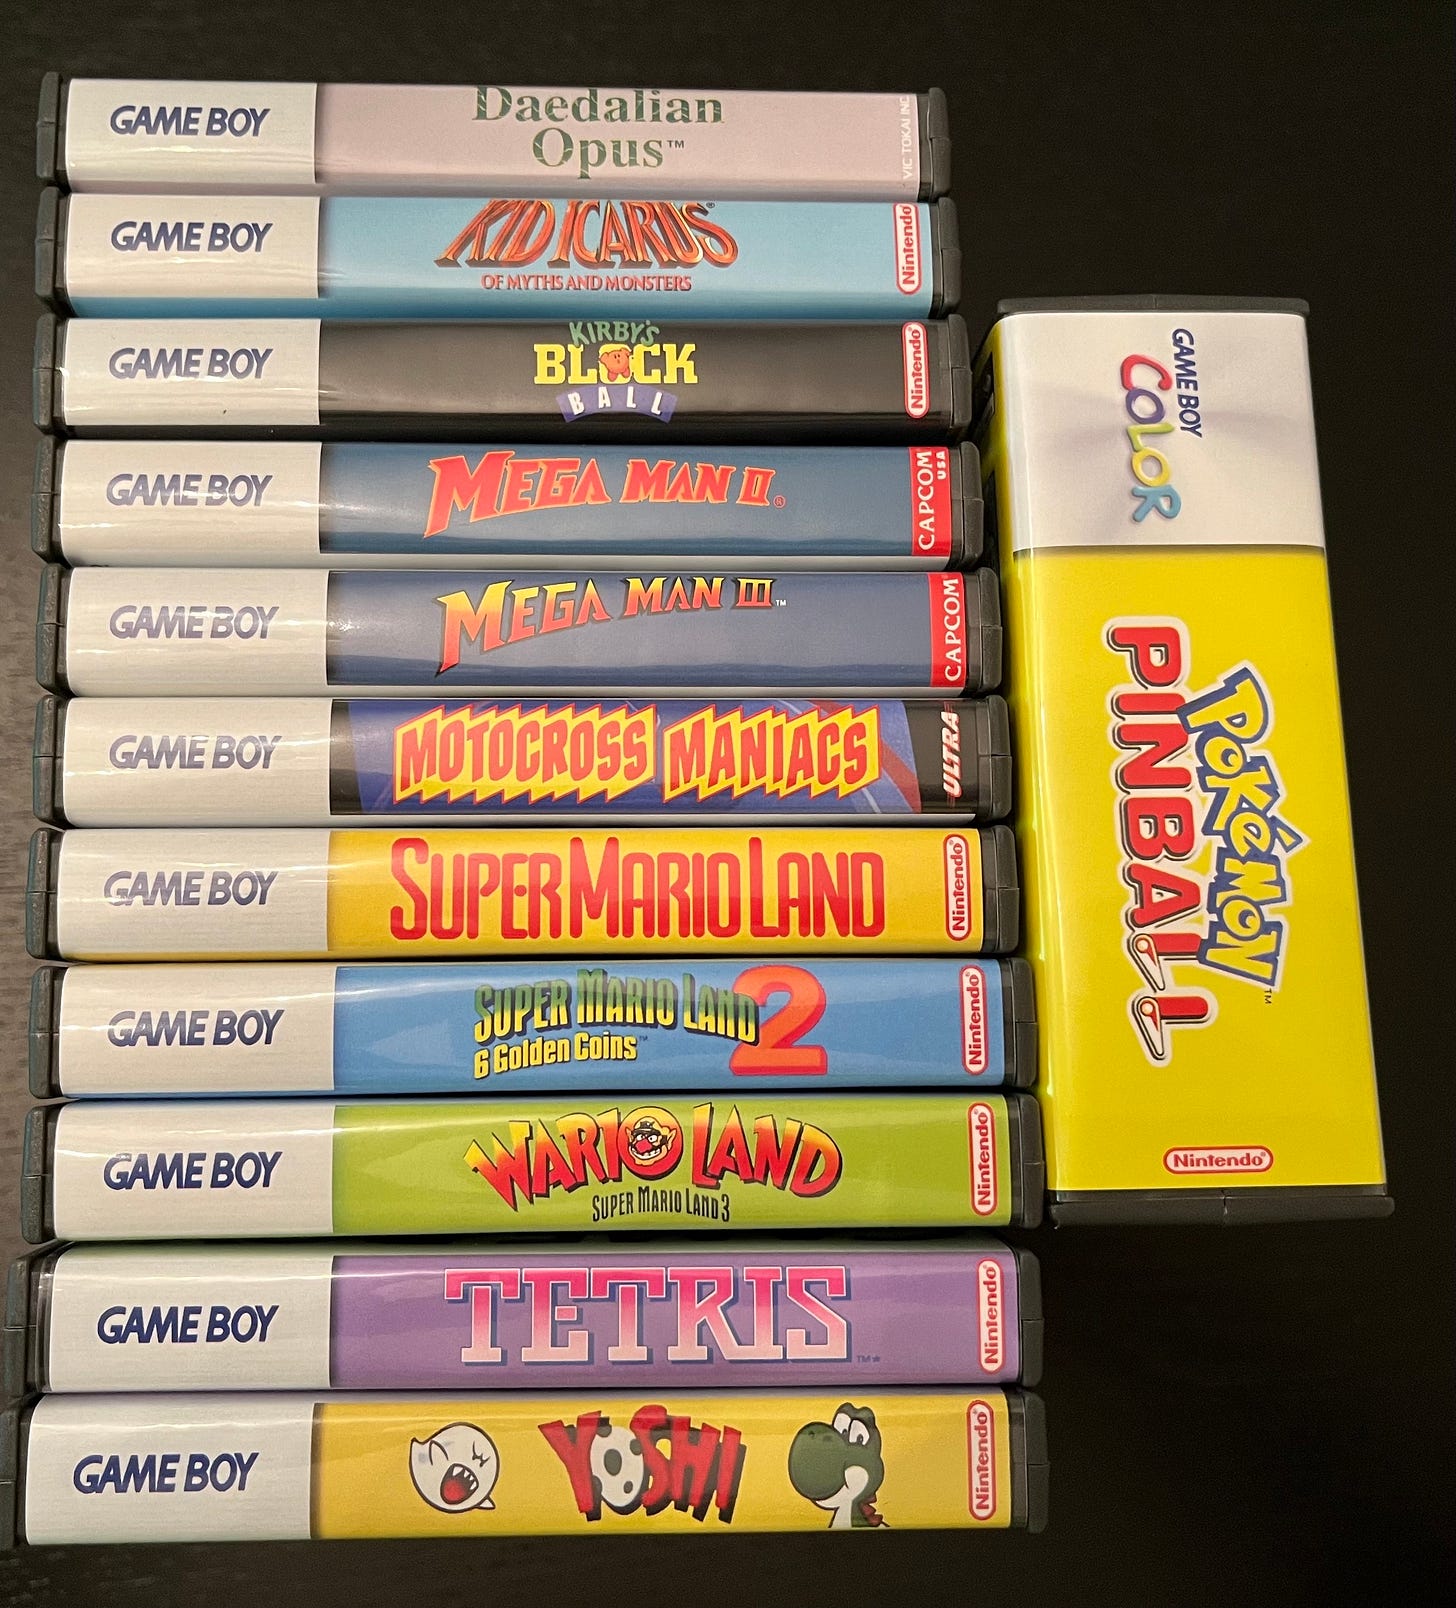 GAME BOY
Daedalian
Opus™
VIC TOKAI INC.
GAME BOY
KID ICARUS®
OF MYTHS AND MONSTERS
Nintendo®
GAME BOY
KIRBY'S
BLOCK
BALL
Nintendo®
GAME BOY
MEGA MAN II®
CAPCOM
USA
GAME BOY
MEGA MAN III™
CAPCOM®
GAME BOY
MOTOCROSS MANIACS
ULTRA
GAME BOY
SUPER MARIO LAND
Nintendo®
GAME BOY
SUPER MARIO LAND 2
6 Golden Coins™
Nintendo®
GAME BOY
WARIO LAND
SUPER MARIO LAND 3
Nintendo®
GAME BOY
TETRIS
™*
Nintendo®
GAME BOY
YOSHI
Nintendo®
GAME BOY
COLOR
POKéMON™
PINBALL
Nintendo®